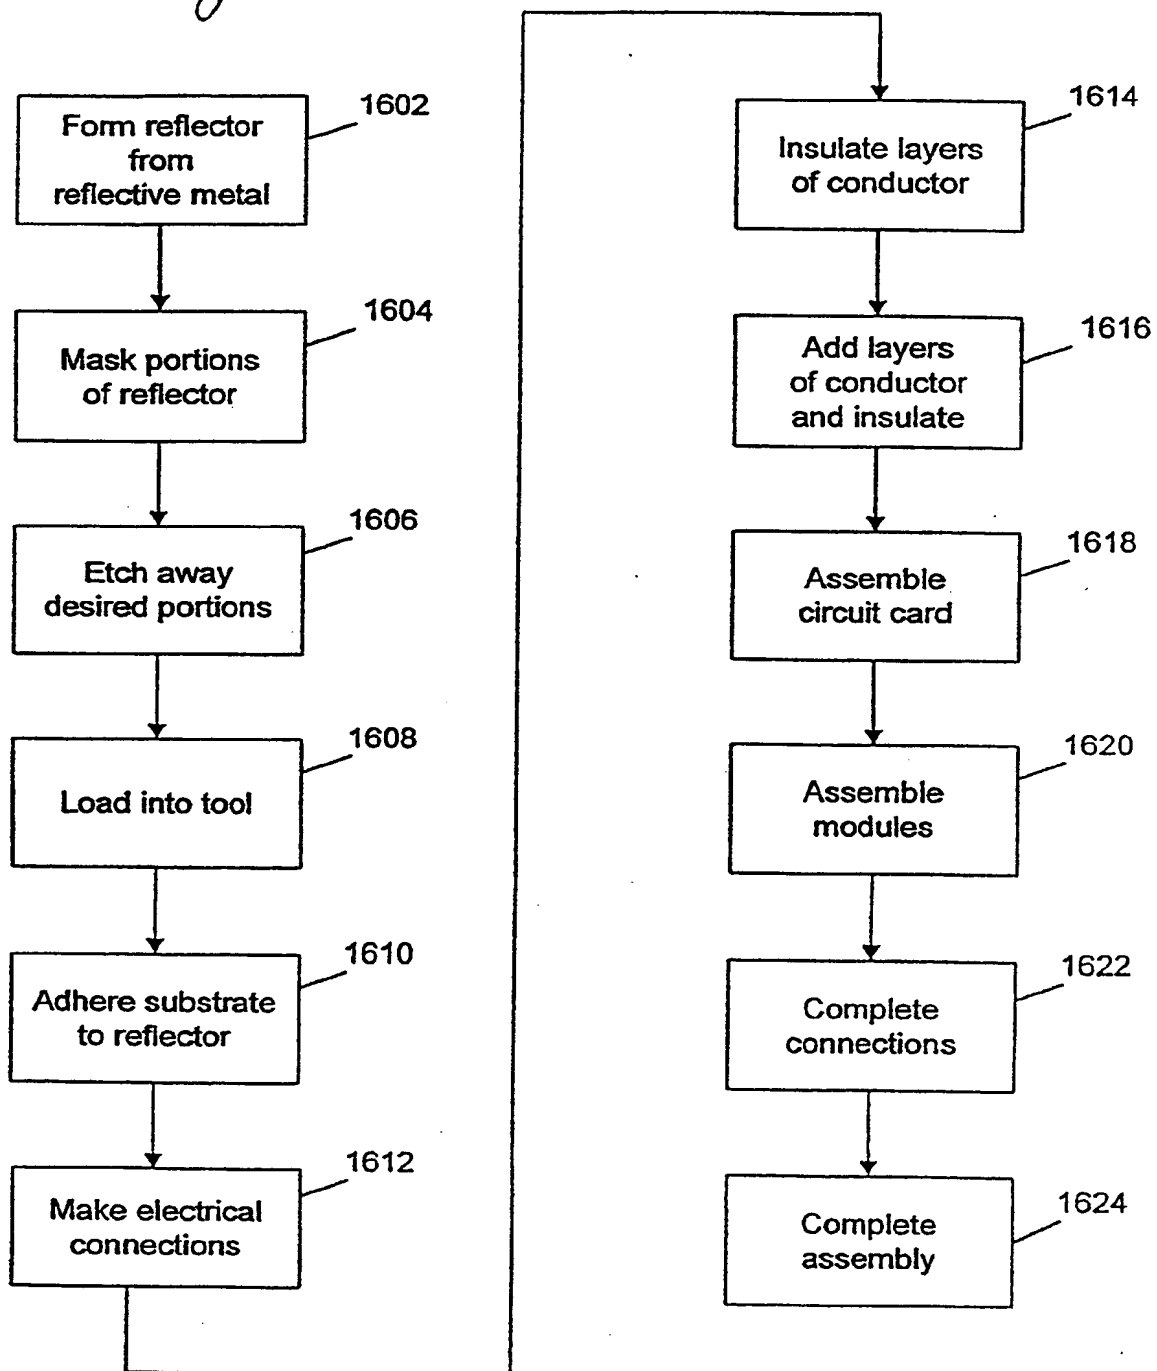 1602
Form reflector
from
reflective metal
1604
Mask portions
of reflector
1606
Etch away
desired portions
1608
Load into tool
1610
Adhere substrate
to reflector
1612
Make electrical
connections
1614
Insulate layers
of conductor
1616
Add layers
of conductor
and insulate
1618
Assemble
circuit card
1620
Assemble
modules
1622
Complete
connections
1624
Complete
assembly